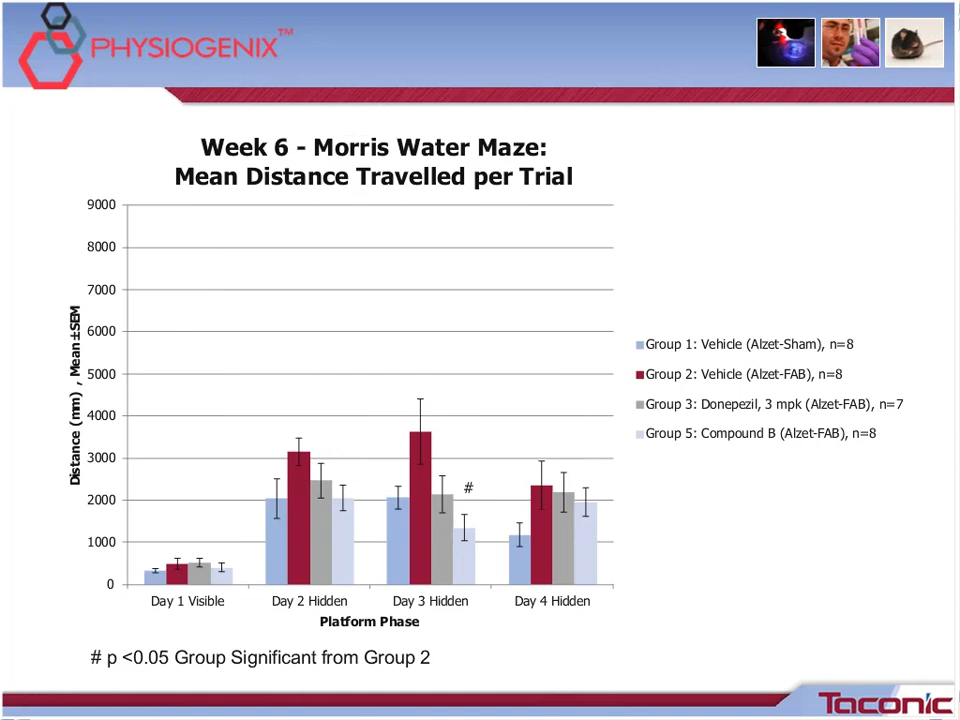 PHYSIOGENIX™
Week 6 - Morris Water Maze:
Mean Distance Travelled per Trial
9000
8000
7000
6000
5000
4000
3000
2000
1000
0
Distance (mm) , Mean±SEM
#
Day 1 Visible
Day 2 Hidden
Day 3 Hidden
Day 4 Hidden
Platform Phase
Group 1: Vehicle (Alzet-Sham), n=8
Group 2: Vehicle (Alzet-FAB), n=8
Group 3: Donepezil, 3 mpk (Alzet-FAB), n=7
Group 5: Compound B (Alzet-FAB), n=8
# p <0.05 Group Significant from Group 2
Taconic